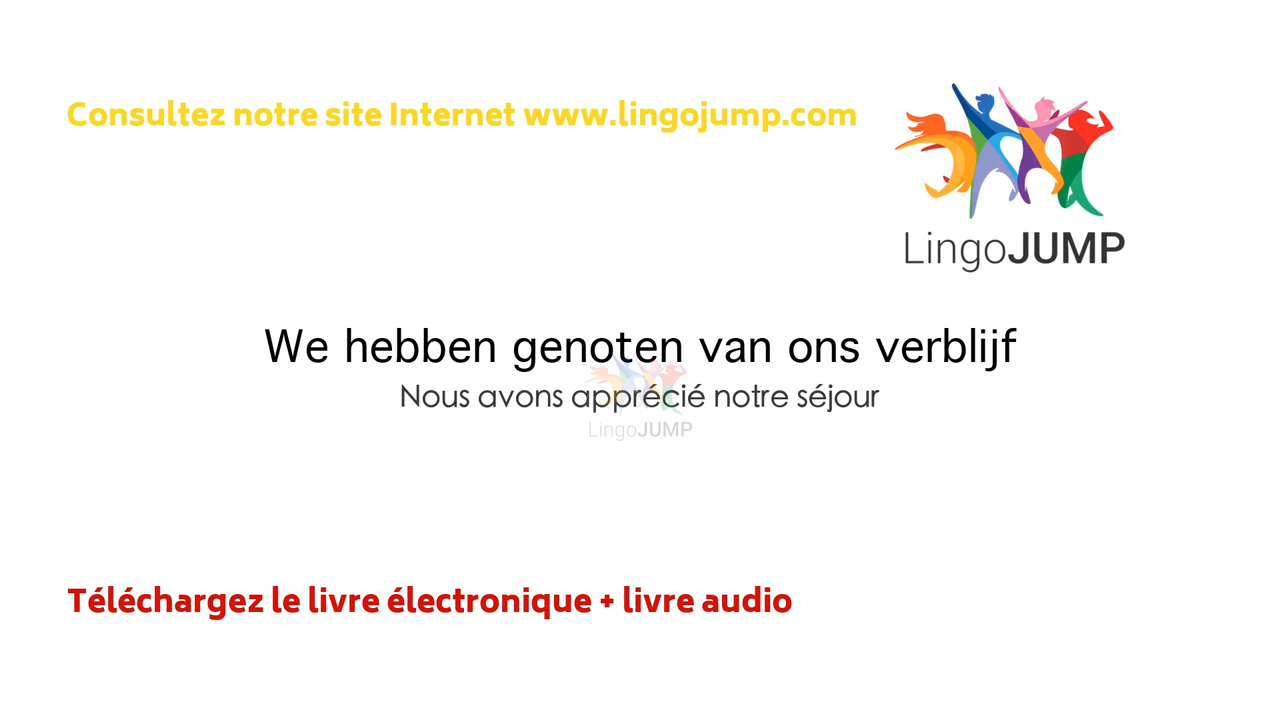 Consultez notre site Internet www.lingojump.com
LingoJUMP
We hebben genoten van ons verblijf
Nous avons apprécié notre séjour
LingoJUMP
Téléchargez le livre électronique + livre audio